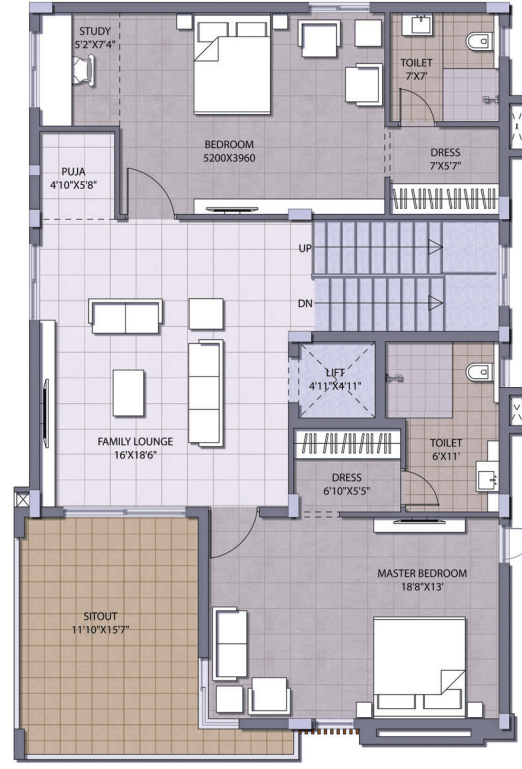 STUDY
5'2"X7'4"
TOILET
7'X7'
BEDROOM
5200X3960
DRESS
7'X5'7"
PUJA
4'10"X5'8"
UP
DN
LIFT
4'11"X4'11"
FAMILY LOUNGE
16'X18'6"
TOILET
6'X11'
DRESS
6'10"X5'5"
MASTER BEDROOM
18'8"X13'
SITOUT
11'10"X15'7"